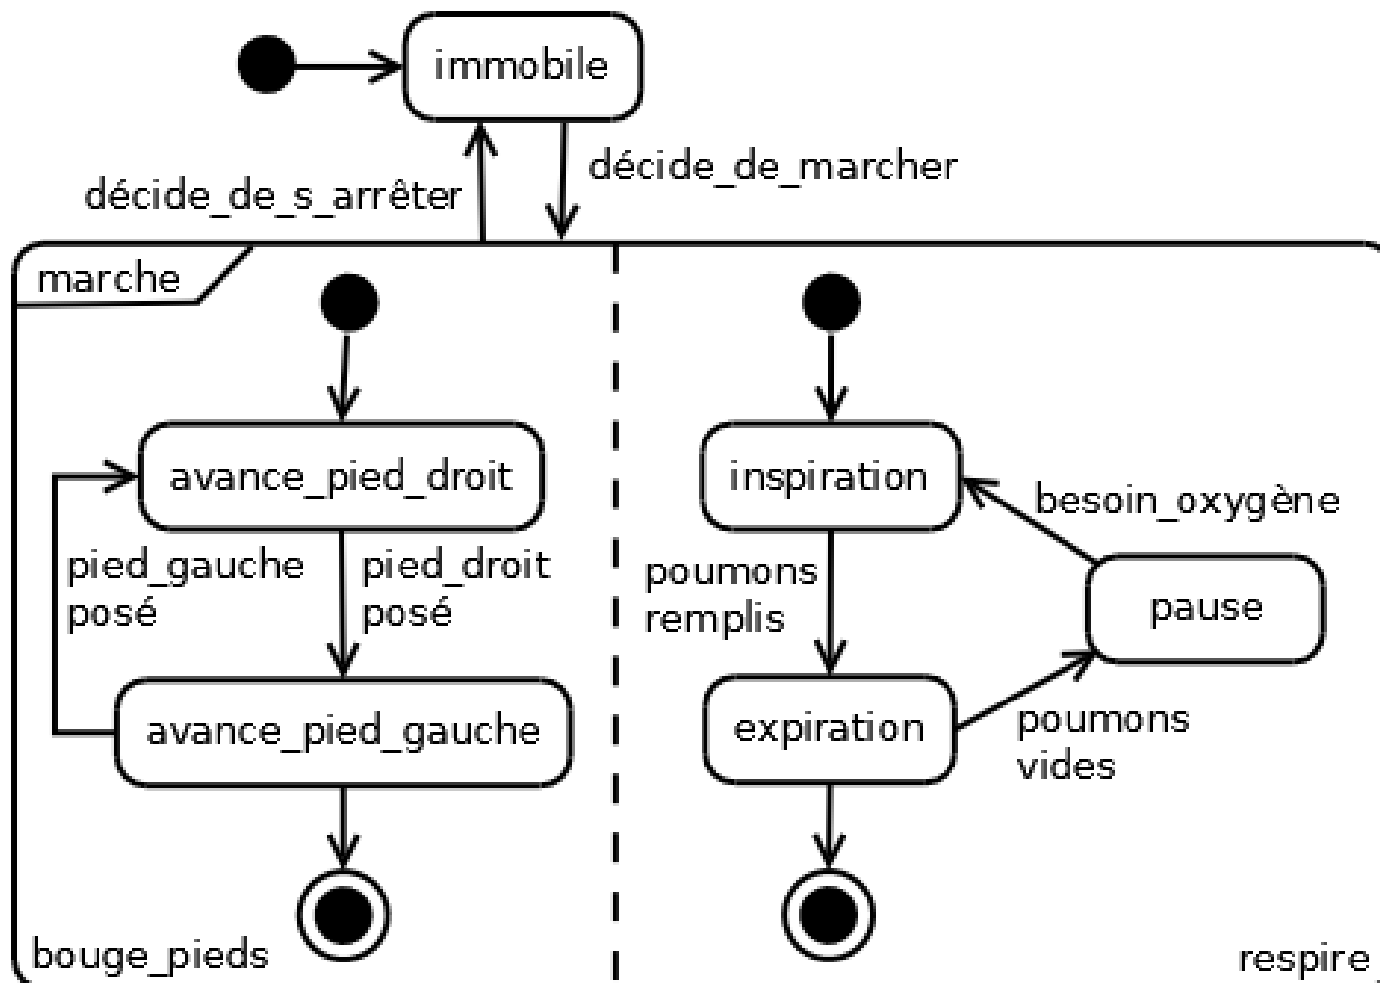 immobile
décide_de_marcher
décide_de_s_arrêter
marche
avance_pied_droit
inspiration
besoin_oxygène
pied_gauche
posé
pied_droit
posé
poumons
remplis
pause
avance_pied_gauche
expiration
poumons
vides
bouge_pieds
respire